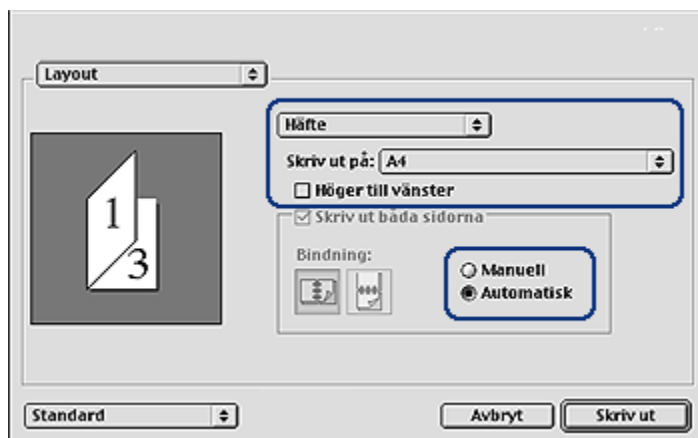 Layout
Häfte
Skriv ut på: A4
Höger till vänster
Skriv ut båda sidorna
Bindning:
Manuell
Automatisk
1
3
Standard
Avbryt
Skriv ut